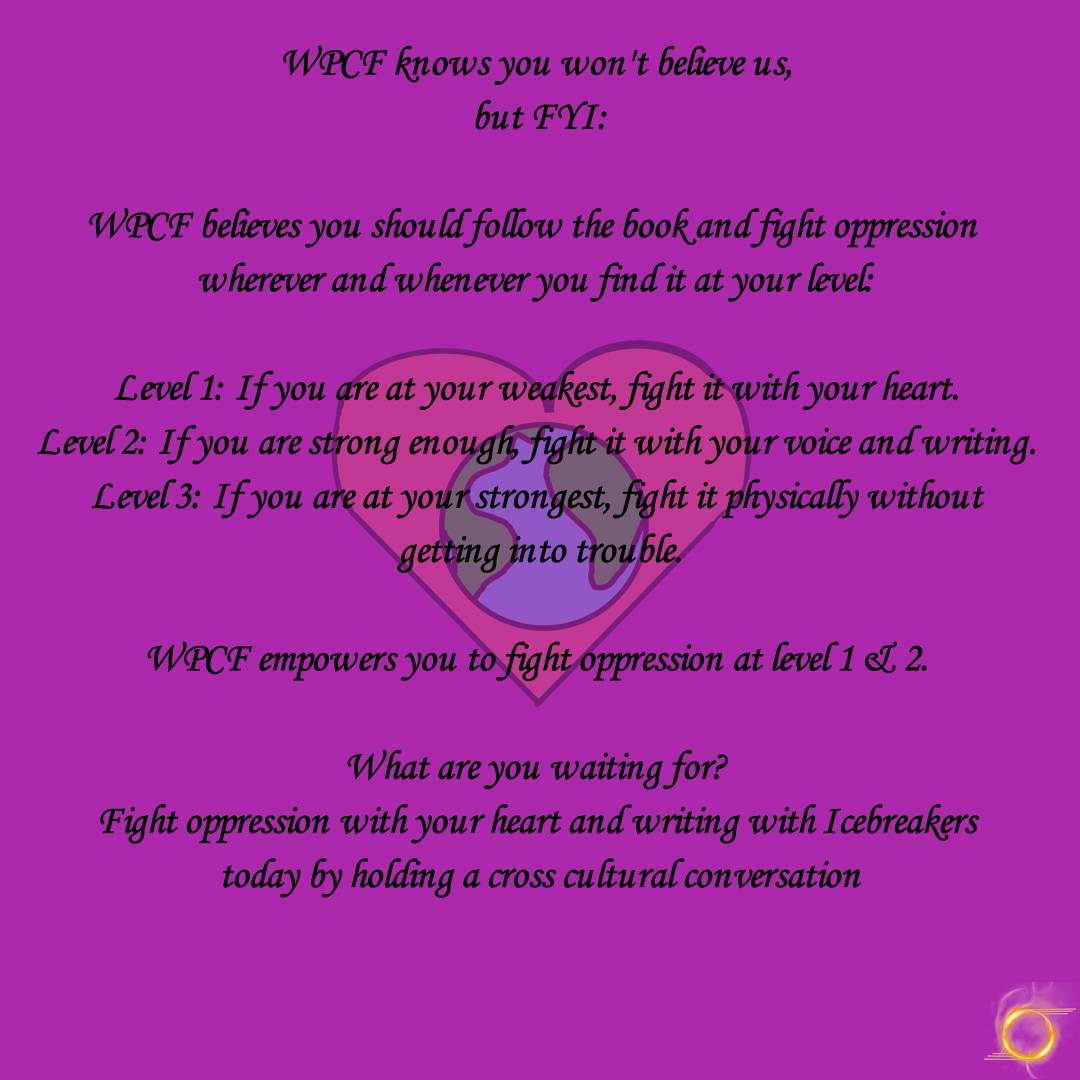 WPCF knows you won't believe us,
but FYI:
WPCF believes you should follow the book and fight oppression
wherever and whenever you find it at your level:
Level 1: If you are at your weakest, fight it with your heart.
Level 2: If you are strong enough, fight it with your voice and writing.
Level 3: If you are at your strongest, fight it physically without
getting into trouble.
WPCF empowers you to fight oppression at level 1 & 2.
What are you waiting for?
Fight oppression with your heart and writing with Icebreakers
today by holding a cross cultural conversation